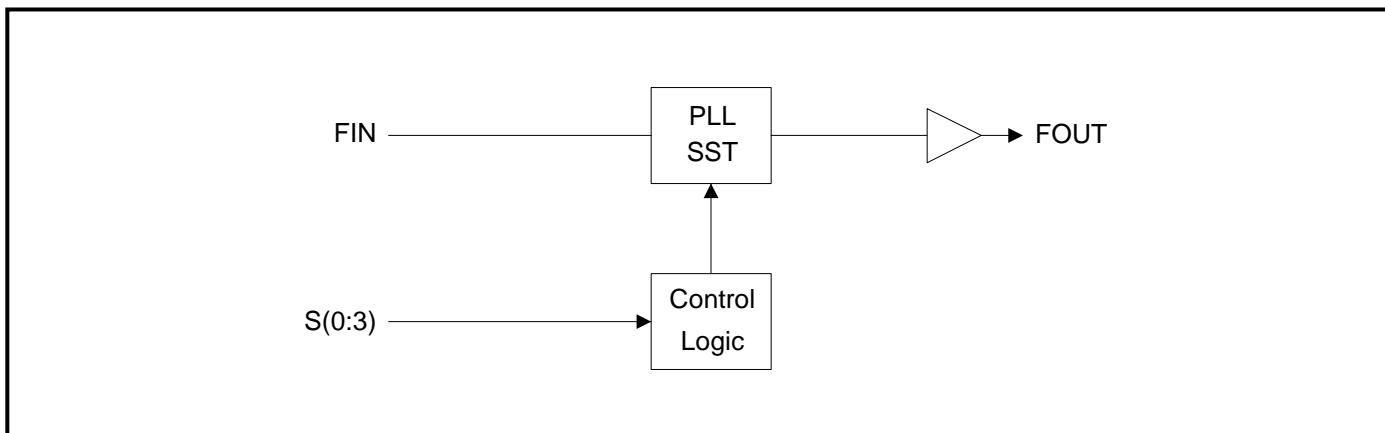 FIN
PLL
SST
FOUT
S(0:3)
Control
Logic